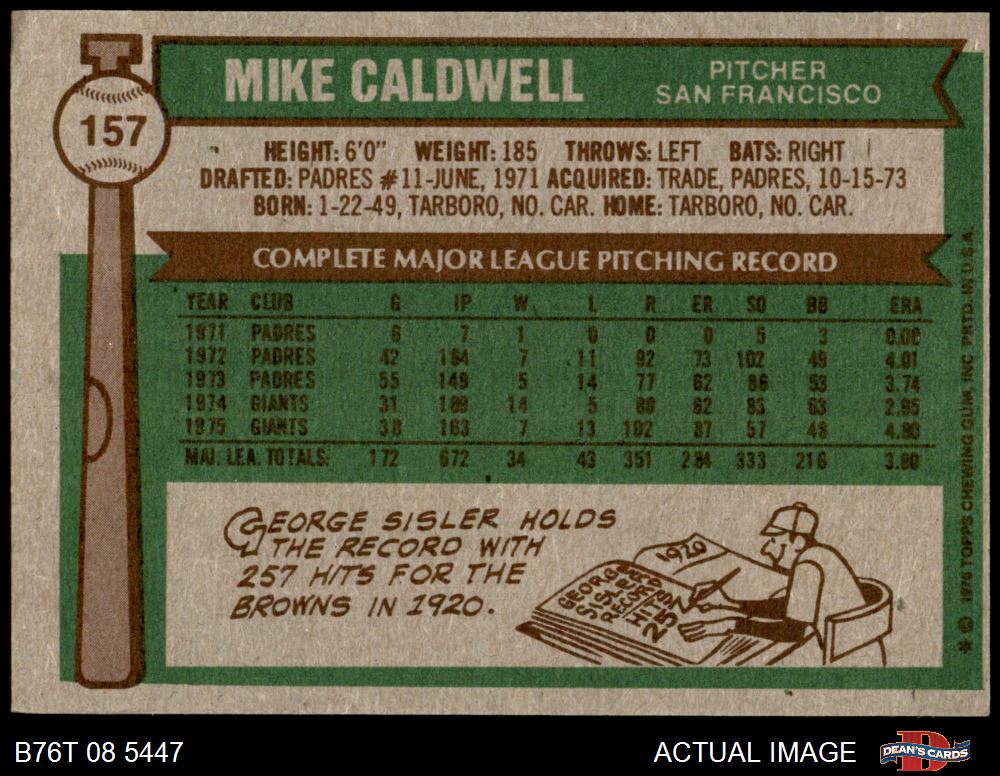 157
MIKE CALDWELL
PITCHER
SAN FRANCISCO
HEIGHT: 6'0" WEIGHT: 185 THROWS: LEFT BATS: RIGHT
DRAFTED: PADRES #11-JUNE, 1971 ACQUIRED: TRADE, PADRES, 10-15-73
BORN: 1-22-49, TARBORO, NO. CAR. HOME: TARBORO, NO. CAR.
COMPLETE MAJOR LEAGUE PITCHING RECORD
YEAR CLUB G IP W L R ER SO BB ERA
1971 PADRES 6 7 1 0 0 0 5 3 0.00
1972 PADRES 42 164 7 11 92 73 102 49 4.01
1973 PADRES 55 149 5 14 77 62 86 53 3.74
1974 GIANTS 31 189 14 5 80 62 83 63 2.95
1975 GIANTS 38 163 7 13 102 87 57 48 4.80
MAJ. LEA. TOTALS: 172 672 34 43 351 284 333 216 3.80
GEORGE SISLER HOLDS
THE RECORD WITH
257 HITS FOR THE
BROWNS IN 1920.
1920
GEORGE
SISLER
RECORD
HITS
257
* © 1976 TOPPS CHEWING GUM, INC. PRTD. IN U.S.A.
B76T 08 5447
ACTUAL IMAGE
D
DEAN'S CARDS